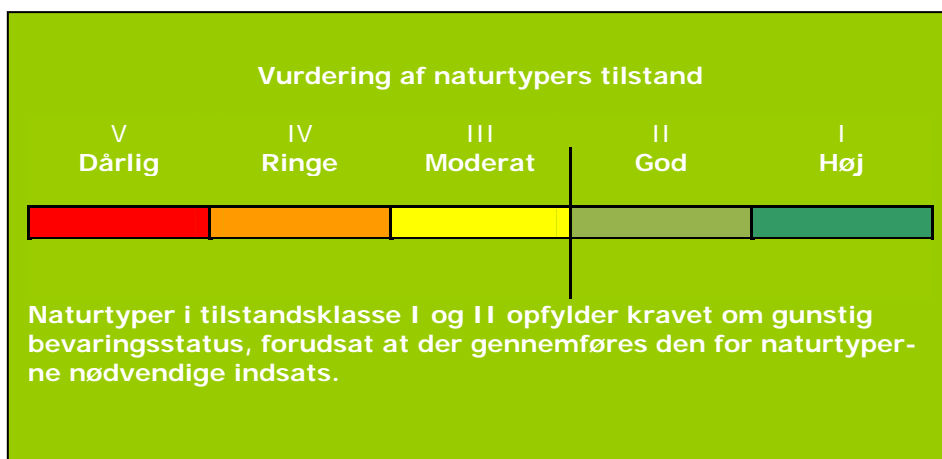 Vurdering af naturtypers tilstand
V IV III II I
Dårlig Ringe Moderat God Høj
Naturtyper i tilstandsklasse I og II opfylder kravet om gunstig
bevaringsstatus, forudsat at der gennemføres den for naturtyper-
ne nødvendige indsats.